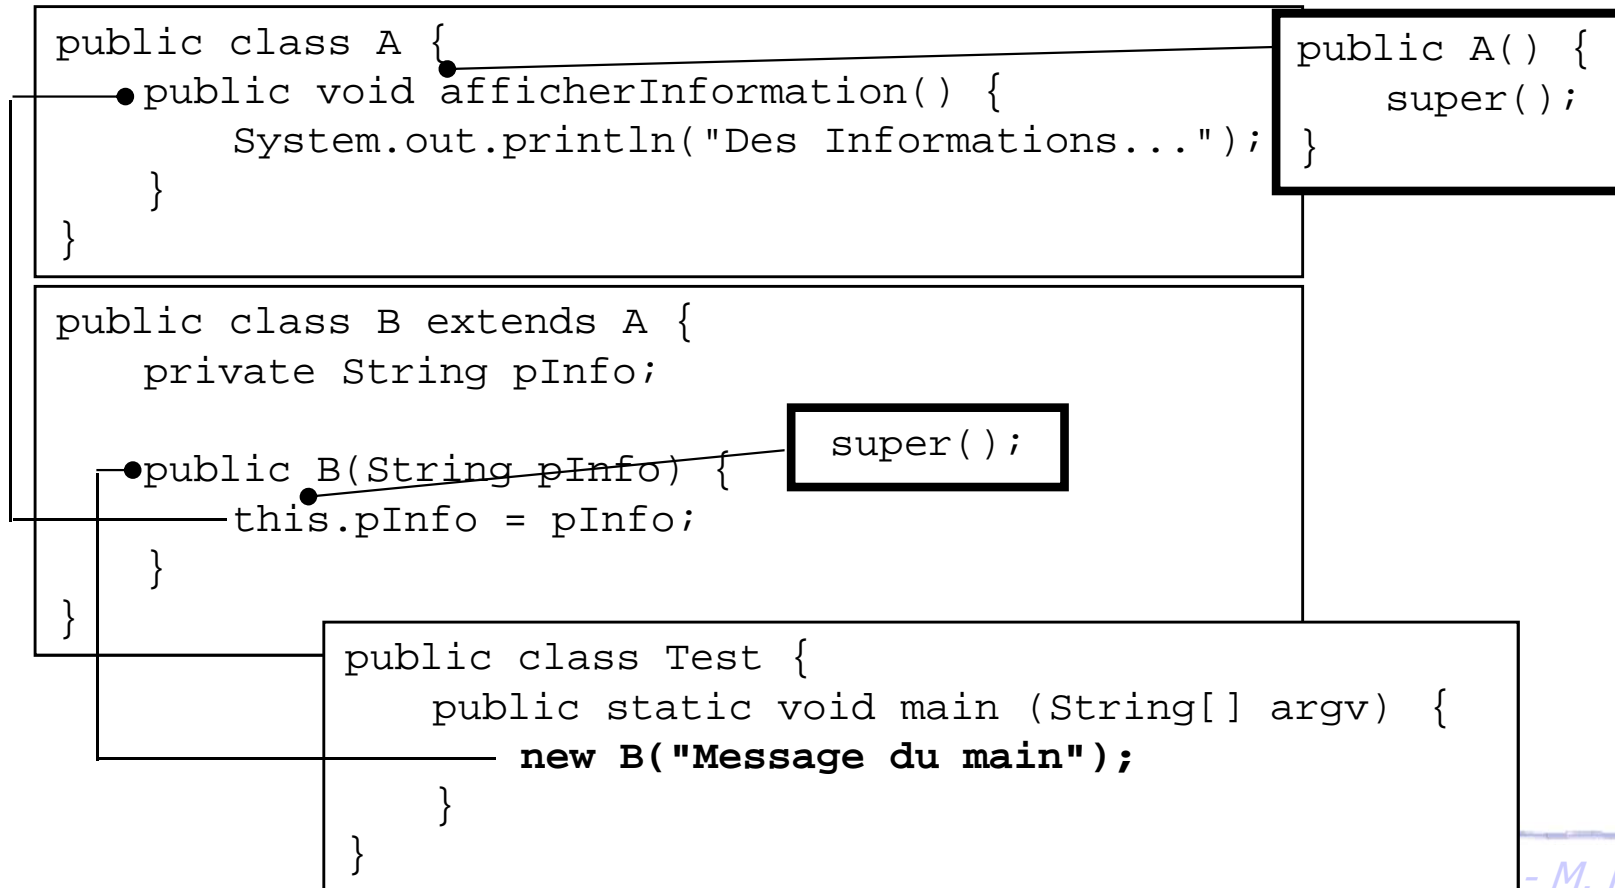 public class A {
public void afficherInformation() {
System.out.println("Des Informations...");
}
}
public A() {
super();
}
public class B extends A {
private String pInfo;
public B(String pInfo) {
super();
this.pInfo = pInfo;
}
}
public class Test {
public static void main (String[] argv) {
new B("Message du main");
}
}
- M.